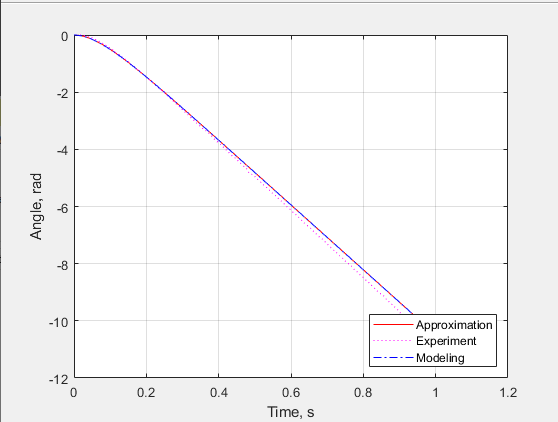 0
-2
-4
-6
-8
-10
-12
Angle, rad
0
0.2
0.4
0.6
0.8
1
1.2
Time, s
Approximation
Experiment
Modeling